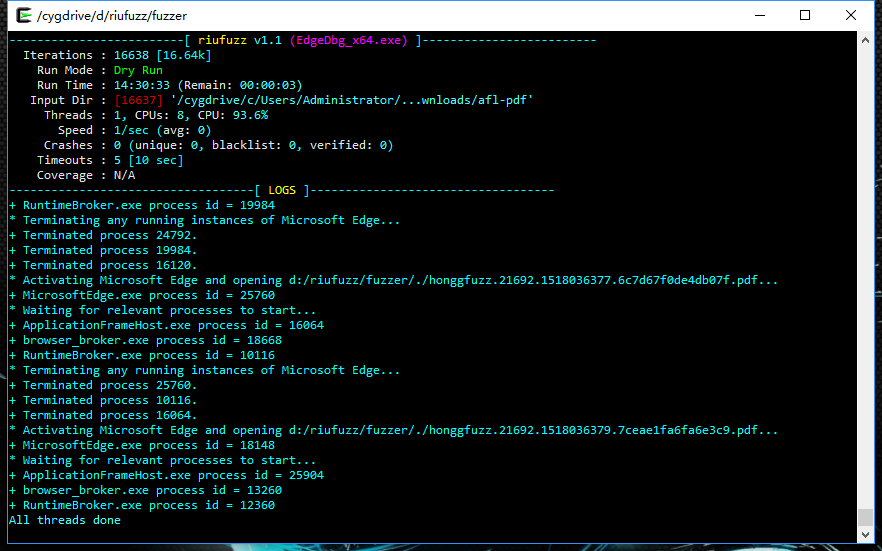 /cygdrive/d/riufuzz/fuzzer
------------------------[ riufuzz v1.1 (EdgeDbg_x64.exe) ]------------------------
Iterations : 16638 [16.64k]
Run Mode : Dry Run
Run Time : 14:30:33 (Remain: 00:00:03)
Input Dir : [16637] '/cygdrive/c/Users/Administrator/...wnloads/afl-pdf'
Threads : 1, CPUs: 8, CPU: 93.6%
Speed : 1/sec (avg: 0)
Crashes : 0 (unique: 0, blacklist: 0, verified: 0)
Timeouts : 5 [10 sec]
Coverage : N/A
----------------------------------[ LOGS ]----------------------------------
+ RuntimeBroker.exe process id = 19984
* Terminating any running instances of Microsoft Edge...
+ Terminated process 24792.
+ Terminated process 19984.
+ Terminated process 16120.
* Activating Microsoft Edge and opening d:/riufuzz/fuzzer/./honggfuzz.21692.1518036377.6c7d67f0de4db07f.pdf...
+ MicrosoftEdge.exe process id = 25760
* Waiting for relevant processes to start...
+ ApplicationFrameHost.exe process id = 16064
+ browser_broker.exe process id = 18668
+ RuntimeBroker.exe process id = 10116
* Terminating any running instances of Microsoft Edge...
+ Terminated process 25760.
+ Terminated process 10116.
+ Terminated process 16064.
* Activating Microsoft Edge and opening d:/riufuzz/fuzzer/./honggfuzz.21692.1518036379.7ceae1fa6fa6e3c9.pdf...
+ MicrosoftEdge.exe process id = 18148
* Waiting for relevant processes to start...
+ ApplicationFrameHost.exe process id = 25904
+ browser_broker.exe process id = 13260
+ RuntimeBroker.exe process id = 12360
All threads done